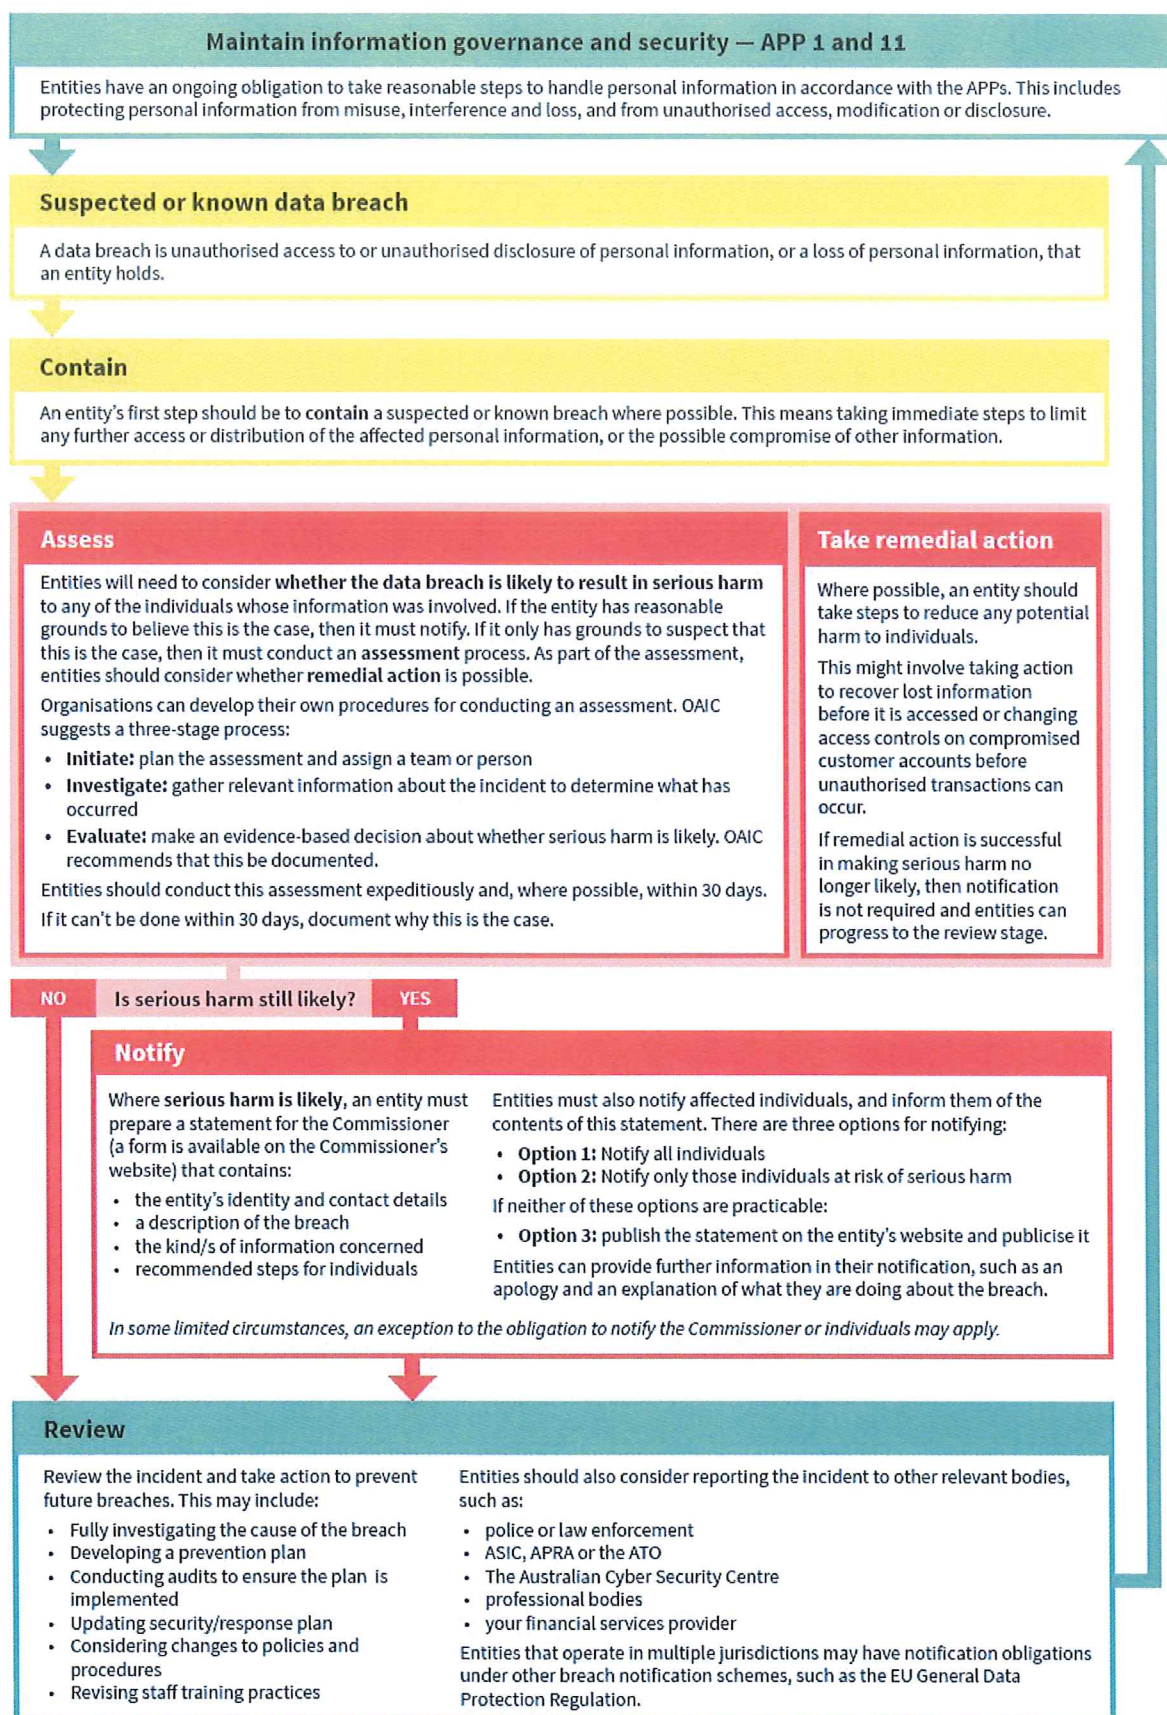 Maintain information governance and security — APP 1 and 11
Entities have an ongoing obligation to take reasonable steps to handle personal information in accordance with the APPs. This includes
protecting personal information from misuse, interference and loss, and from unauthorised access, modification or disclosure.
Suspected or known data breach
A data breach is unauthorised access to or unauthorised disclosure of personal information, or a loss of personal information, that
an entity holds.
Contain
An entity's first step should be to contain a suspected or known breach where possible. This means taking immediate steps to limit
any further access or distribution of the affected personal information, or the possible compromise of other information.
Assess
Entities will need to consider whether the data breach is likely to result in serious harm
to any of the individuals whose information was involved. If the entity has reasonable
grounds to believe this is the case, then it must notify. If it only has grounds to suspect that
this is the case, then it must conduct an assessment process. As part of the assessment,
entities should consider whether remedial action is possible.
Organisations can develop their own procedures for conducting an assessment. OAIC
suggests a three-stage process:
• Initiate: plan the assessment and assign a team or person
• Investigate: gather relevant information about the incident to determine what has
occurred
• Evaluate: make an evidence-based decision about whether serious harm is likely. OAIC
recommends that this be documented.
Entities should conduct this assessment expeditiously and, where possible, within 30 days.
If it can't be done within 30 days, document why this is the case.
Take remedial action
Where possible, an entity should
take steps to reduce any potential
harm to individuals.
This might involve taking action
to recover lost information
before it is accessed or changing
access controls on compromised
customer accounts before
unauthorised transactions can
occur.
If remedial action is successful
in making serious harm no
longer likely, then notification
is not required and entities can
progress to the review stage.
NO Is serious harm still likely? YES
Notify
Where serious harm is likely, an entity must
prepare a statement for the Commissioner
(a form is available on the Commissioner's
website) that contains:
• the entity's identity and contact details
• a description of the breach
• the kind/s of information concerned
• recommended steps for individuals
Entities must also notify affected individuals, and inform them of the
contents of this statement. There are three options for notifying:
• Option 1: Notify all individuals
• Option 2: Notify only those individuals at risk of serious harm
If neither of these options are practicable:
• Option 3: publish the statement on the entity's website and publicise it
Entities can provide further information in their notification, such as an
apology and an explanation of what they are doing about the breach.
In some limited circumstances, an exception to the obligation to notify the Commissioner or individuals may apply.
Review
Review the incident and take action to prevent
future breaches. This may include:
• Fully investigating the cause of the breach
• Developing a prevention plan
• Conducting audits to ensure the plan is
implemented
• Updating security/response plan
• Considering changes to policies and
procedures
• Revising staff training practices
Entities should also consider reporting the incident to other relevant bodies,
such as:
• police or law enforcement
• ASIC, APRA or the ATO
• The Australian Cyber Security Centre
• professional bodies
• your financial services provider
Entities that operate in multiple jurisdictions may have notification obligations
under other breach notification schemes, such as the EU General Data
Protection Regulation.